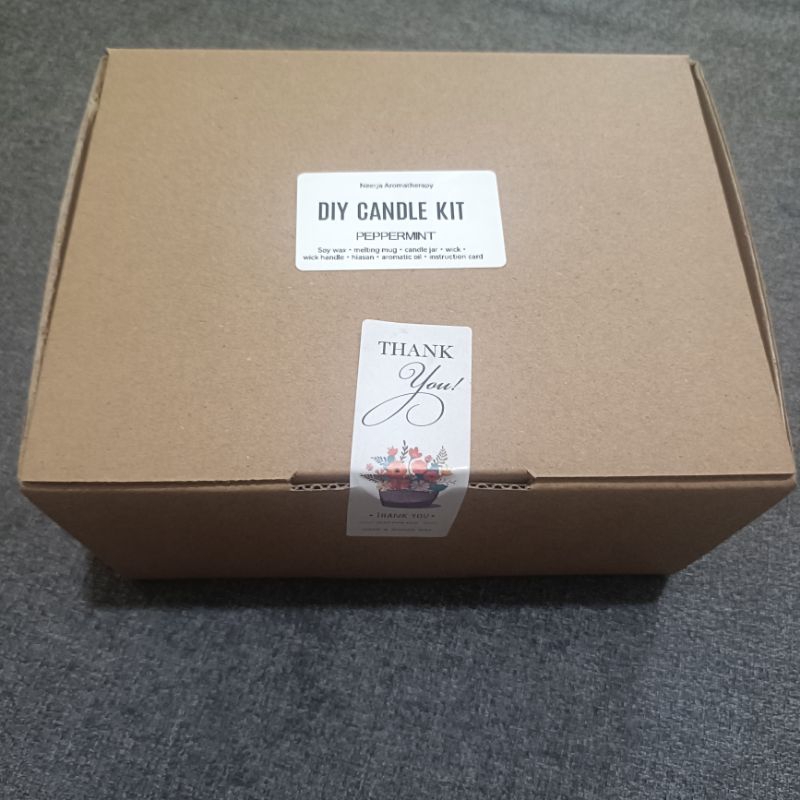 Neerja Aromatherapy
DIY CANDLE KIT
PEPPERMINT
Soy wax • melting mug • candle jar • wick •
wick handle • hiasan • aromatic oil • instruction card
THANK
You!
• THANK YOU •